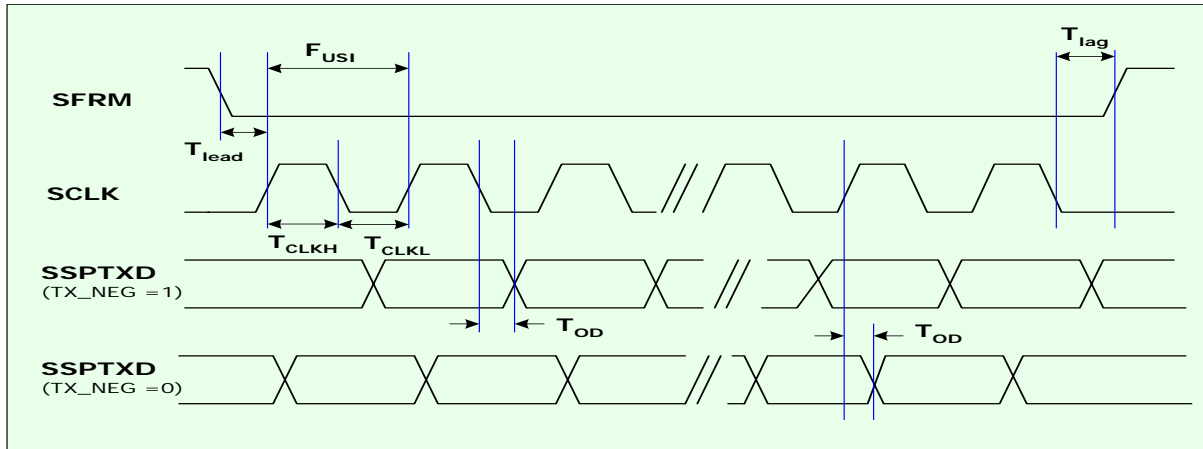 F_USI
T_lag
SFRM
T_lead
SCLK
T_CLKH T_CLKL
SSPTXD
(TX_NEG =1)
T_OD
T_OD
SSPTXD
(TX_NEG =0)